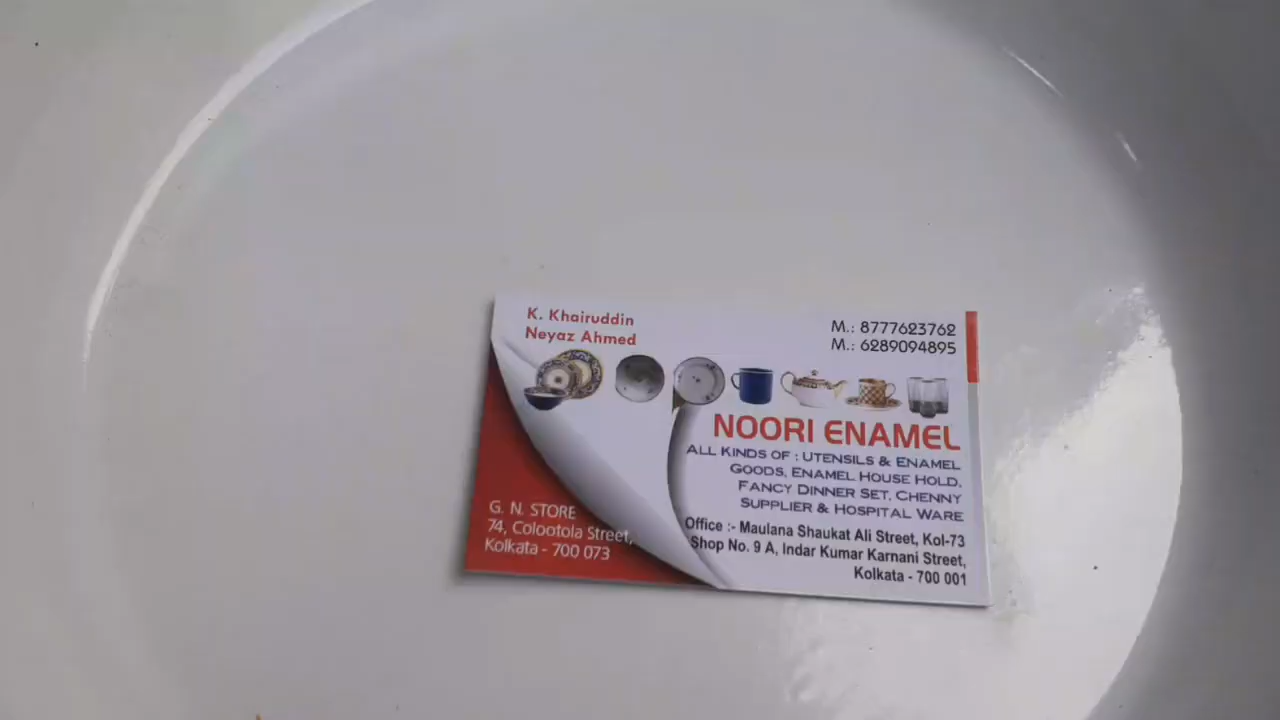 K. Khairuddin
Neyaz Ahmed
M.: 8777623762
M.: 6289094895
NOORI ENAMEL
ALL KINDS OF : UTENSILS & ENAMEL
GOODS, ENAMEL HOUSE HOLD,
FANCY DINNER SET, CHENNY
SUPPLIER & HOSPITAL WARE
G. N. STORE
74, Colootola Street,
Kolkata - 700 073
Office :- Maulana Shaukat Ali Street, Kol-73
Shop No. 9 A, Indar Kumar Karnani Street,
Kolkata - 700 001